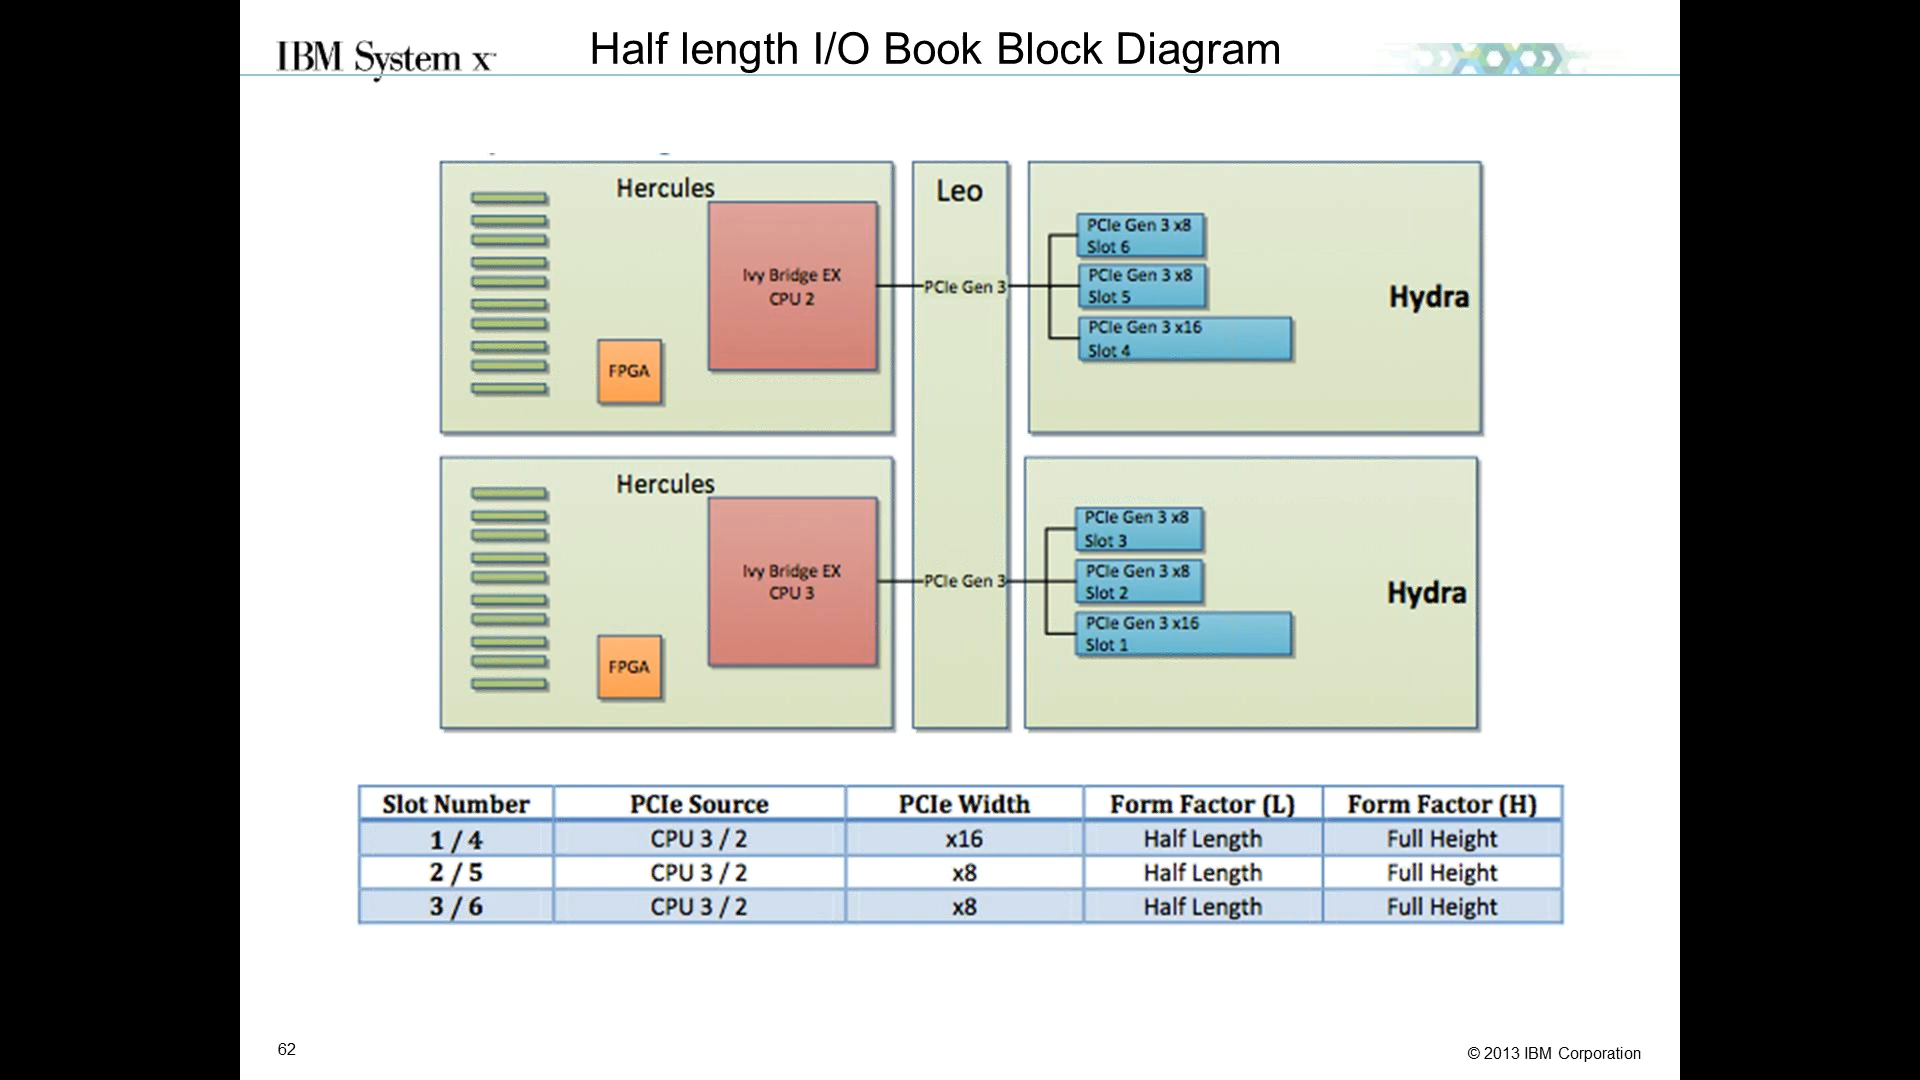 IBM System x™
Half length I/O Book Block Diagram
Hercules
Ivy Bridge EX
CPU 2
FPGA
Leo
PCIe Gen 3
PCIe Gen 3 x8
Slot 6
PCIe Gen 3 x8
Slot 5
PCIe Gen 3 x16
Slot 4
Hydra
Hercules
Ivy Bridge EX
CPU 3
FPGA
PCIe Gen 3
PCIe Gen 3 x8
Slot 3
PCIe Gen 3 x8
Slot 2
PCIe Gen 3 x16
Slot 1
Hydra
Slot Number PCIe Source PCIe Width Form Factor (L) Form Factor (H)
1 / 4 CPU 3 / 2 x16 Half Length Full Height
2 / 5 CPU 3 / 2 x8 Half Length Full Height
3 / 6 CPU 3 / 2 x8 Half Length Full Height
62
© 2013 IBM Corporation